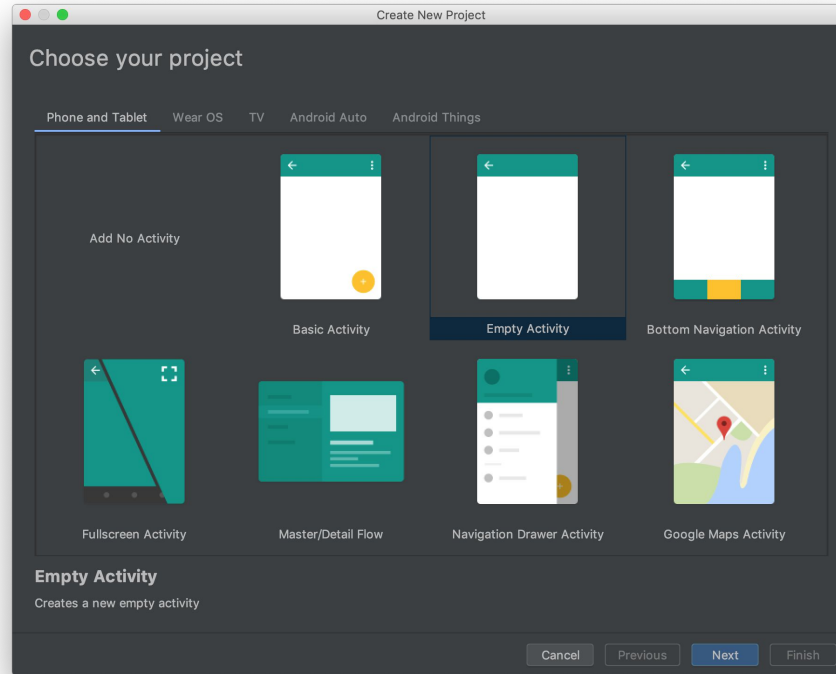 Create New Project
Choose your project
Phone and Tablet Wear OS TV Android Auto Android Things
Add No Activity
Basic Activity
Empty Activity
Bottom Navigation Activity
Fullscreen Activity
Master/Detail Flow
Navigation Drawer Activity
Google Maps Activity
Empty Activity
Creates a new empty activity
Cancel Previous Next Finish